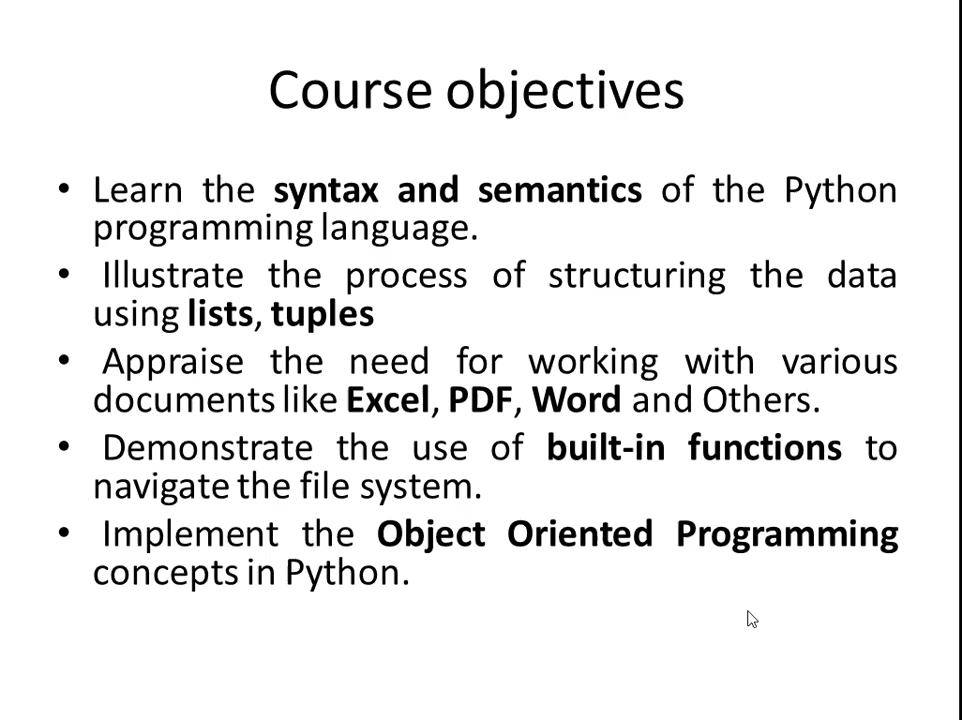 Course objectives
• Learn the syntax and semantics of the Python
programming language.
• Illustrate the process of structuring the data
using lists, tuples
• Appraise the need for working with various
documents like Excel, PDF, Word and Others.
• Demonstrate the use of built-in functions to
navigate the file system.
• Implement the Object Oriented Programming
concepts in Python.